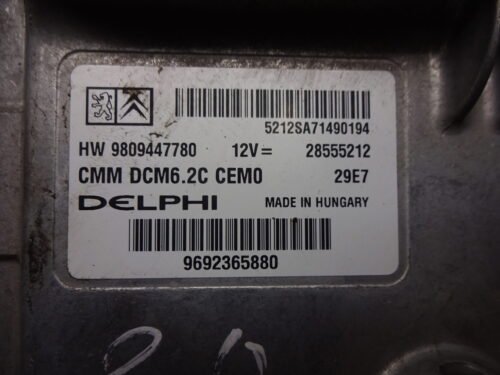 5212SA71490194
HW 9809447780 12V= 28555212
CMM DCM6.2C CEM0 29E7
DELPHI MADE IN HUNGARY
9692365880